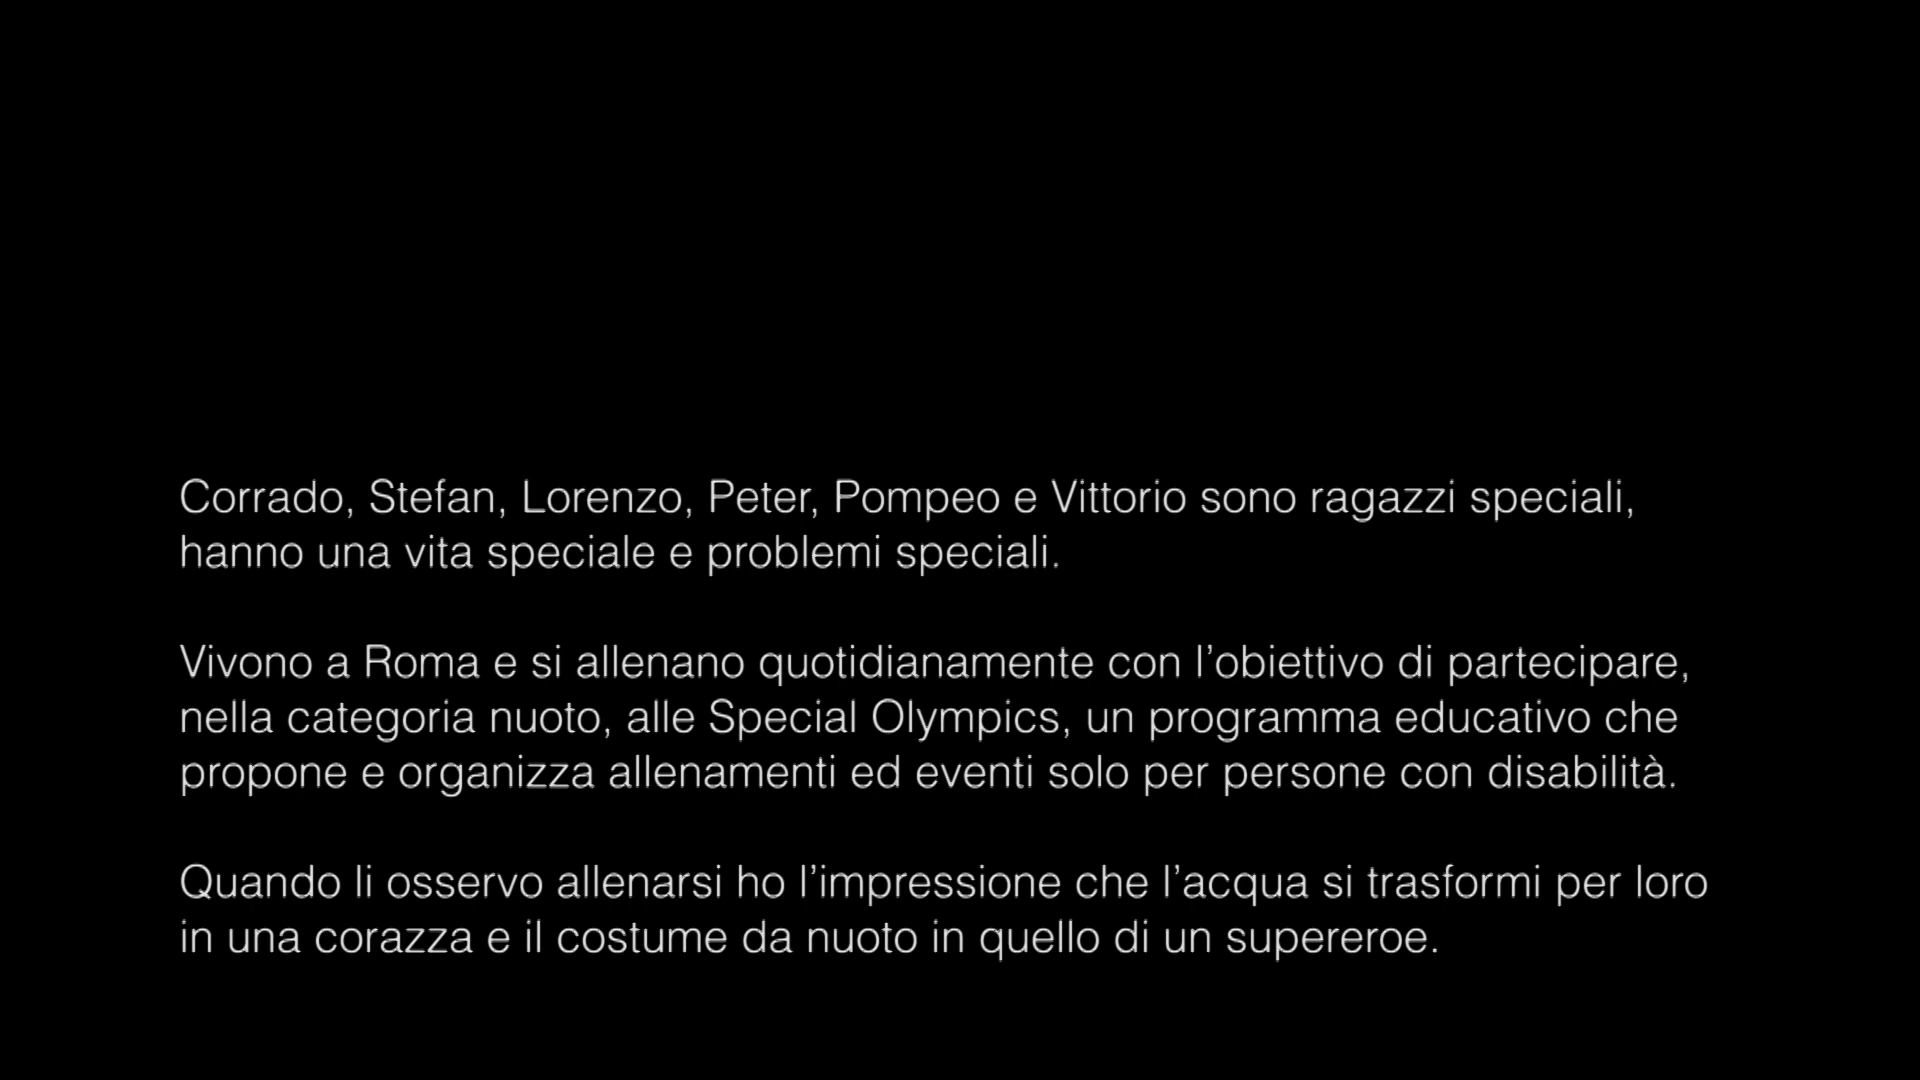 Corrado, Stefan, Lorenzo, Peter, Pompeo e Vittorio sono ragazzi speciali,
hanno una vita speciale e problemi speciali.
Vivono a Roma e si allenano quotidianamente con l’obiettivo di partecipare,
nella categoria nuoto, alle Special Olympics, un programma educativo che
propone e organizza allenamenti ed eventi solo per persone con disabilità.
Quando li osservo allenarsi ho l’impressione che l’acqua si trasformi per loro
in una corazza e il costume da nuoto in quello di un supereroe.